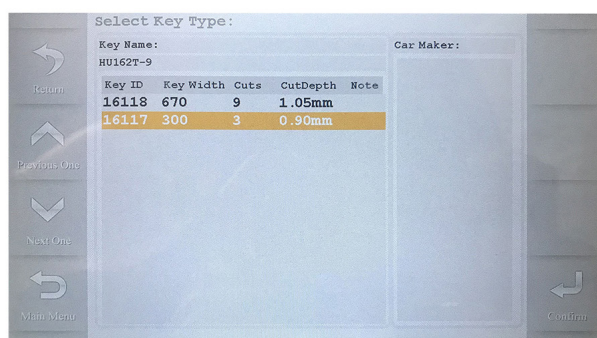 Select Key Type:
Key Name:
Car Maker:
HU162T-9
Key ID Key Width Cuts CutDepth Note
16118 670 9 1.05mm
16117 300 3 0.90mm
Return
Previous One
Next One
Main Menu
Confirm